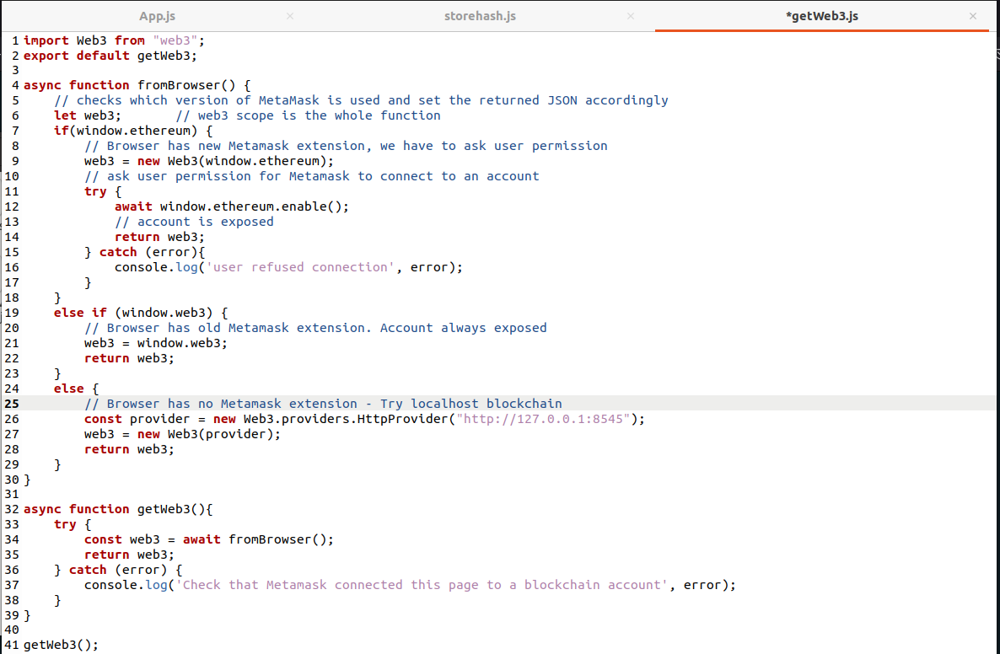 App.js × storehash.js × *getWeb3.js ×
1 import Web3 from "web3";
2 export default getWeb3;
3
4 async function fromBrowser() {
5     // checks which version of MetaMask is used and set the returned JSON accordingly
6     let web3;       // web3 scope is the whole function
7     if(window.ethereum) {
8         // Browser has new Metamask extension, we have to ask user permission
9         web3 = new Web3(window.ethereum);
10         // ask user permission for Metamask to connect to an account
11         try {
12             await window.ethereum.enable();
13             // account is exposed
14             return web3;
15         } catch (error){
16             console.log('user refused connection', error);
17         }
18     }
19     else if (window.web3) {
20         // Browser has old Metamask extension. Account always exposed
21         web3 = window.web3;
22         return web3;
23     }
24     else {
25         // Browser has no Metamask extension - Try localhost blockchain
26         const provider = new Web3.providers.HttpProvider("http://127.0.0.1:8545");
27         web3 = new Web3(provider);
28         return web3;
29     }
30 }
31
32 async function getWeb3(){
33     try {
34         const web3 = await fromBrowser();
35         return web3;
36     } catch (error) {
37         console.log('Check that Metamask connected this page to a blockchain account', error);
38     }
39 }
40
41 getWeb3();